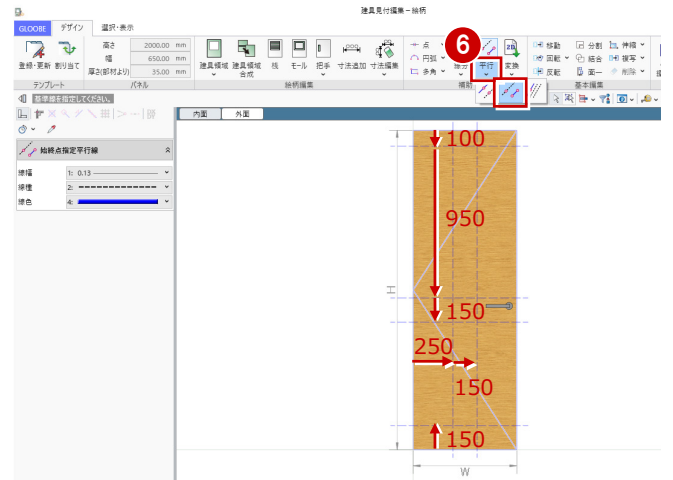 建具見付編集－絵柄
GLOOBE デザイン 選択・表示
登録・更新 割り当て
高さ 2000.00 mm
幅 650.00 mm
厚さ(部材より) 35.00 mm
建具領域 建具領域合成 桟 モール 把手 寸法追加 寸法編集
点 円弧 多角
6
平行 変換
移動 分割 伸縮
回転 結合 複写
反転 面一 削除
テンプレート パネル 絵柄編集 補助 基本編集
基準線を指定してください。
内面 外面
始終点指定平行線
線幅 1: 0.13
線種 2:
線色 4:
100
950
150
250
150
150
H
W